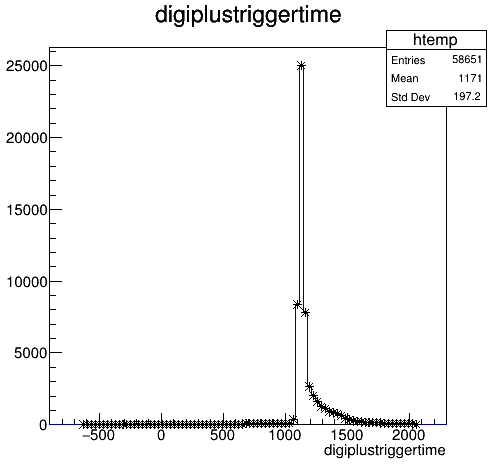 digiplustriggertime
htemp
Entries 58651
Mean 1171
Std Dev 197.2
25000
20000
15000
10000
5000
0
−500 0 500 1000 1500 2000
digiplustriggertime